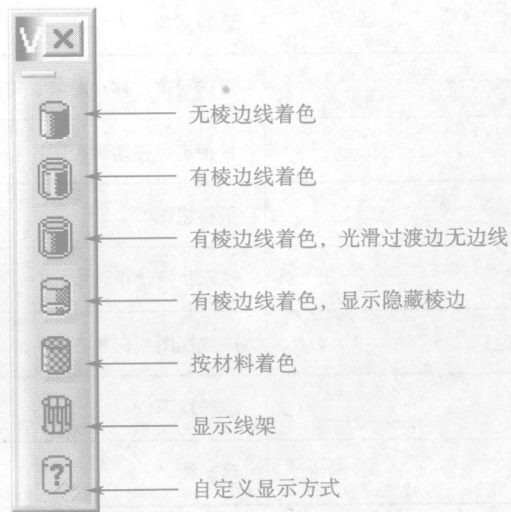 V
无棱边线着色
有棱边线着色
有棱边线着色，光滑过渡边无边线
有棱边线着色，显示隐藏棱边
按材料着色
显示线架
?
自定义显示方式